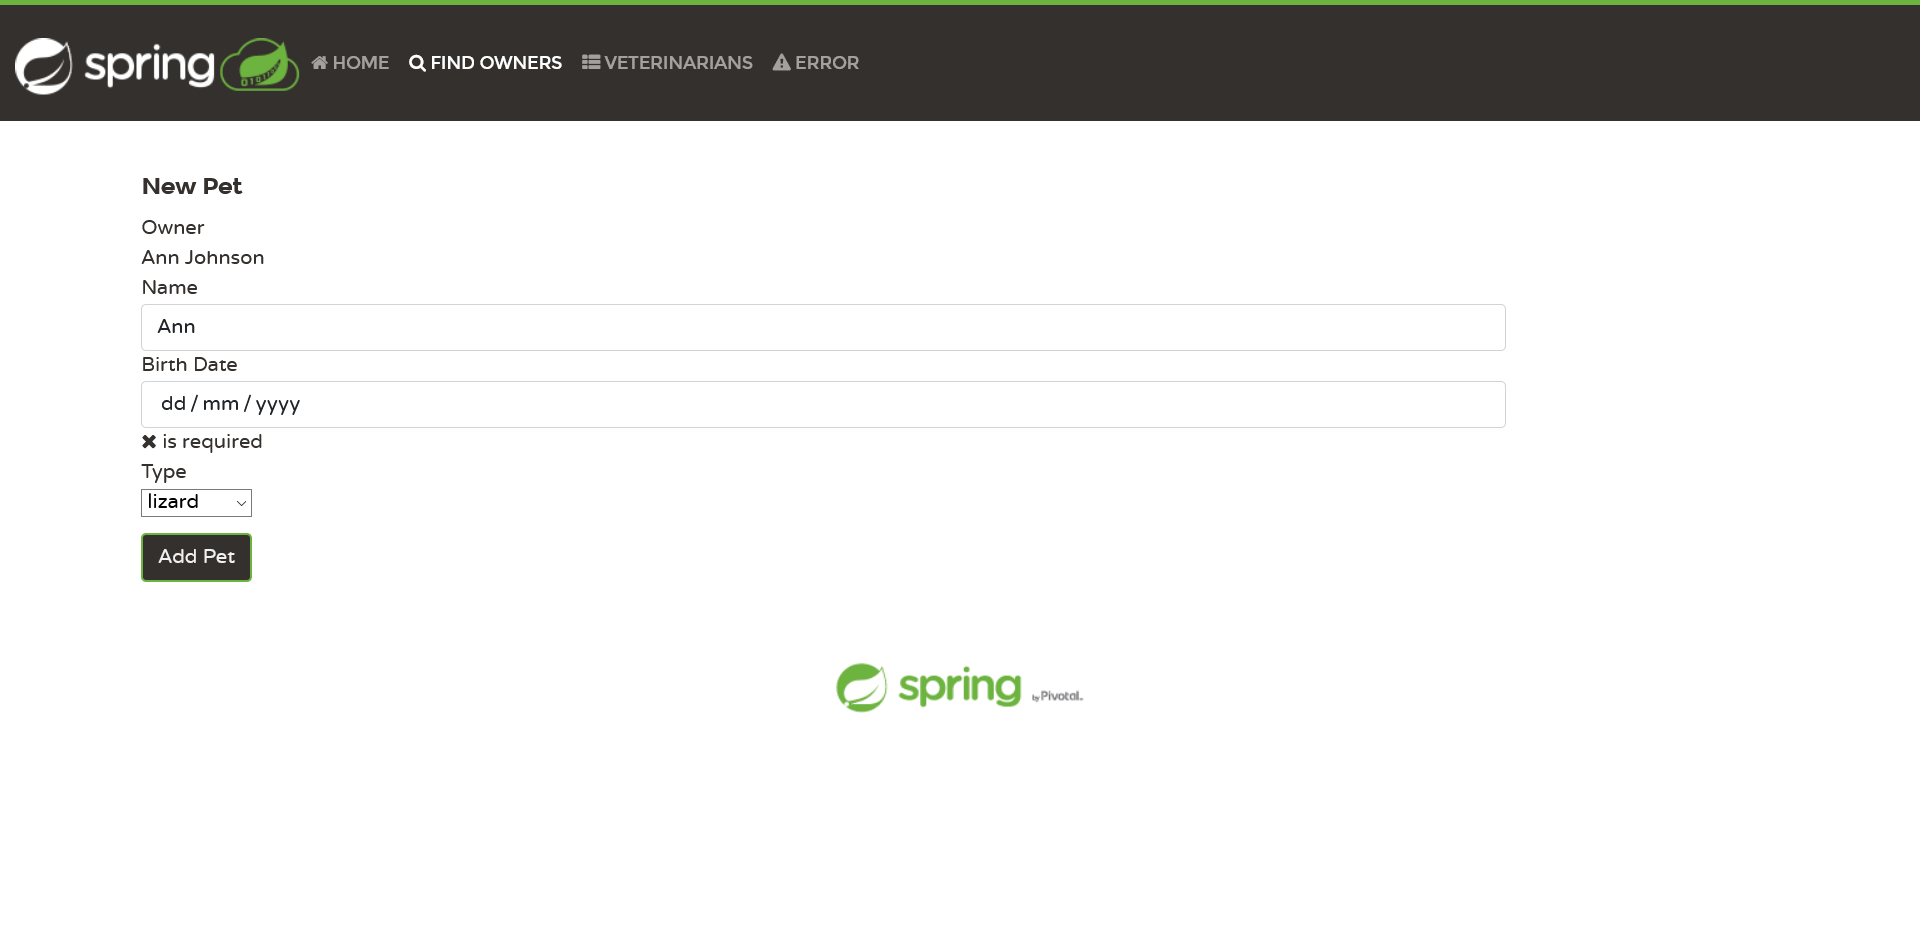 spring HOME FIND OWNERS VETERINARIANS ERROR
New Pet
Owner
Ann Johnson
Name
Ann
Birth Date
dd / mm / yyyy
is required
Type
lizard
Add Pet
spring by Pivotal